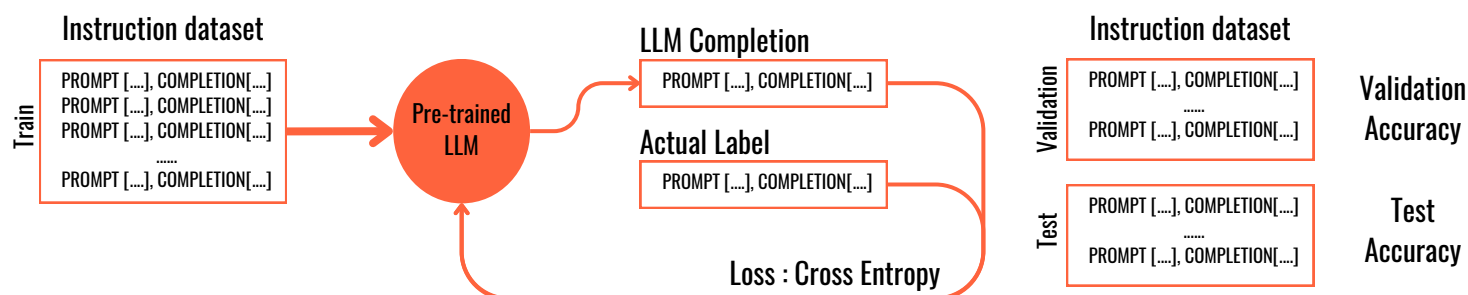 Instruction dataset
Train
PROMPT [....], COMPLETION[....]
PROMPT [....], COMPLETION[....]
PROMPT [....], COMPLETION[....]
......
PROMPT [....], COMPLETION[....]
Pre-trained
LLM
LLM Completion
PROMPT [....], COMPLETION[....]
Actual Label
PROMPT [....], COMPLETION[....]
Loss : Cross Entropy
Instruction dataset
Validation
PROMPT [....], COMPLETION[....]
......
PROMPT [....], COMPLETION[....]
Validation
Accuracy
Test
PROMPT [....], COMPLETION[....]
......
PROMPT [....], COMPLETION[....]
Test
Accuracy